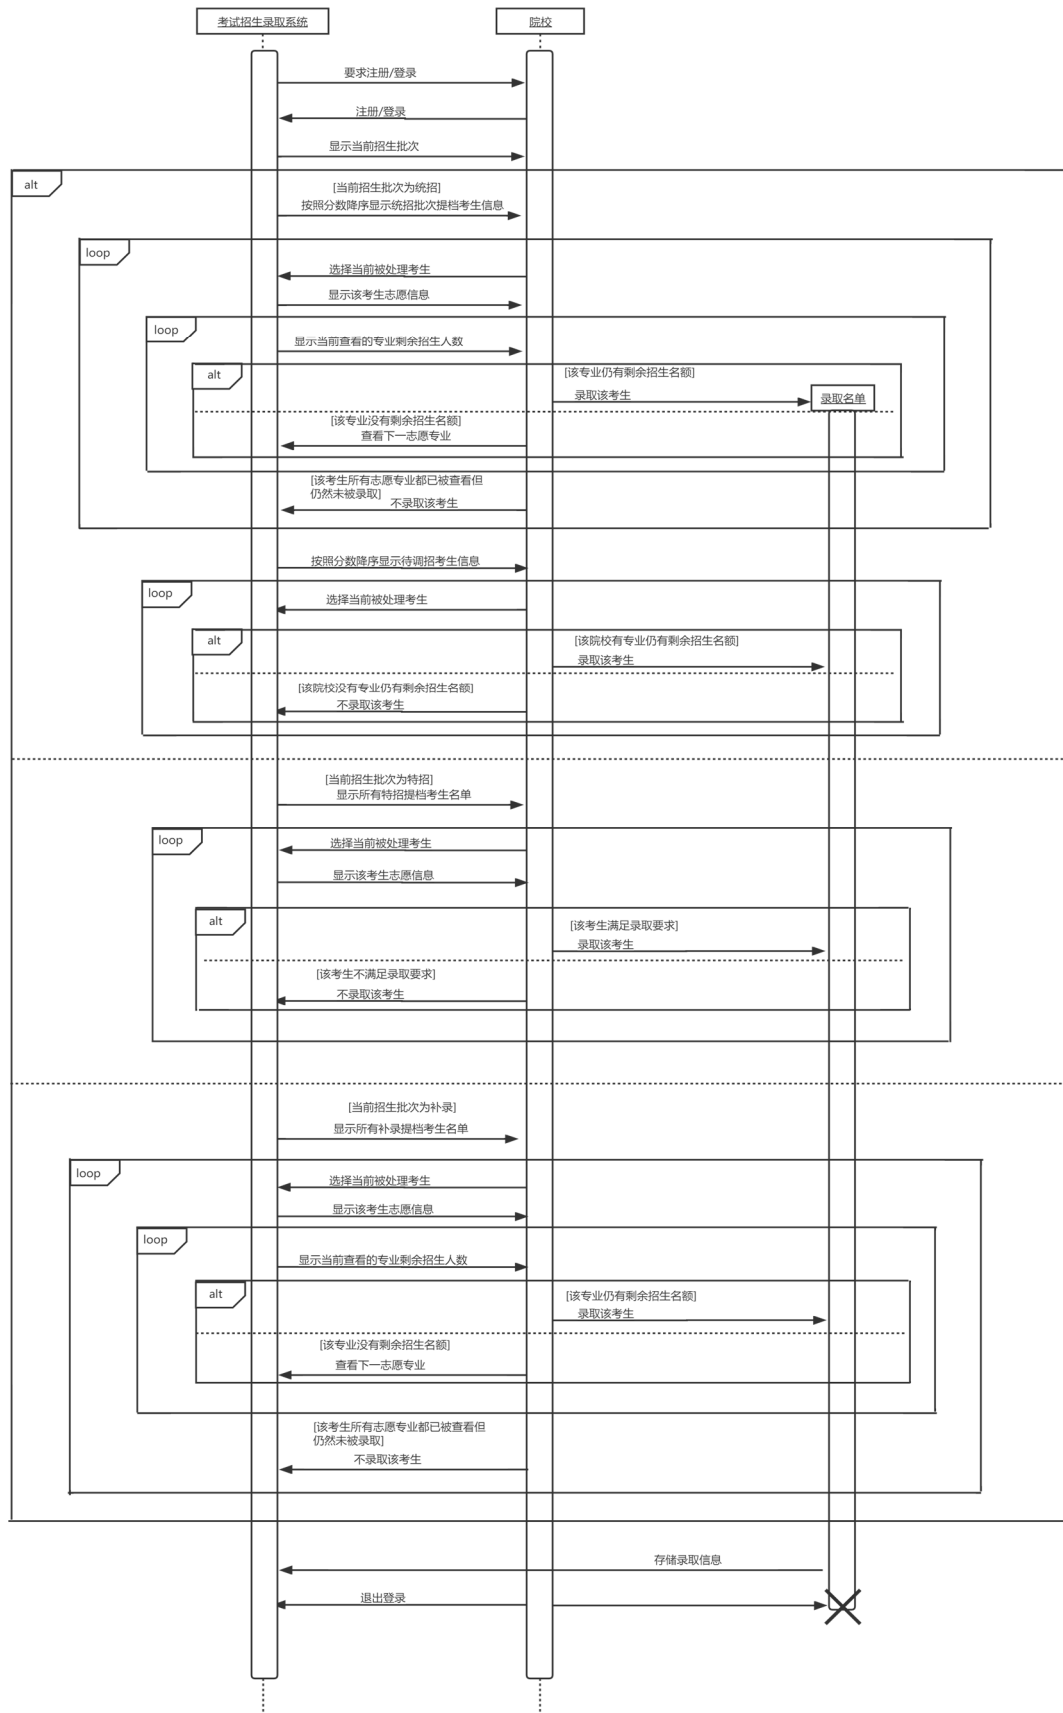 考试招生录取系统
院校
要求注册/登录
注册/登录
显示当前招生批次
alt
[当前招生批次为统招]
按照分数降序显示统招批次提档考生信息
loop
选择当前被处理考生
显示该考生志愿信息
loop
显示当前查看的专业剩余招生人数
alt
[该专业仍有剩余招生名额]
录取该考生
录取名单
[该专业没有剩余招生名额]
查看下一志愿专业
[该考生所有志愿专业都已被查看但
仍然未被录取]
不录取该考生
按照分数降序显示待调招考生信息
loop
选择当前被处理考生
alt
[该院校有专业仍有剩余招生名额]
录取该考生
[该院校没有专业仍有剩余招生名额]
不录取该考生
[当前招生批次为特招]
显示所有特招提档考生名单
loop
选择当前被处理考生
显示该考生志愿信息
alt
[该考生满足录取要求]
录取该考生
[该考生不满足录取要求]
不录取该考生
[当前招生批次为补录]
显示所有补录提档考生名单
loop
选择当前被处理考生
显示该考生志愿信息
loop
显示当前查看的专业剩余招生人数
alt
[该专业仍有剩余招生名额]
录取该考生
[该专业没有剩余招生名额]
查看下一志愿专业
[该考生所有志愿专业都已被查看但
仍然未被录取]
不录取该考生
存储录取信息
退出登录